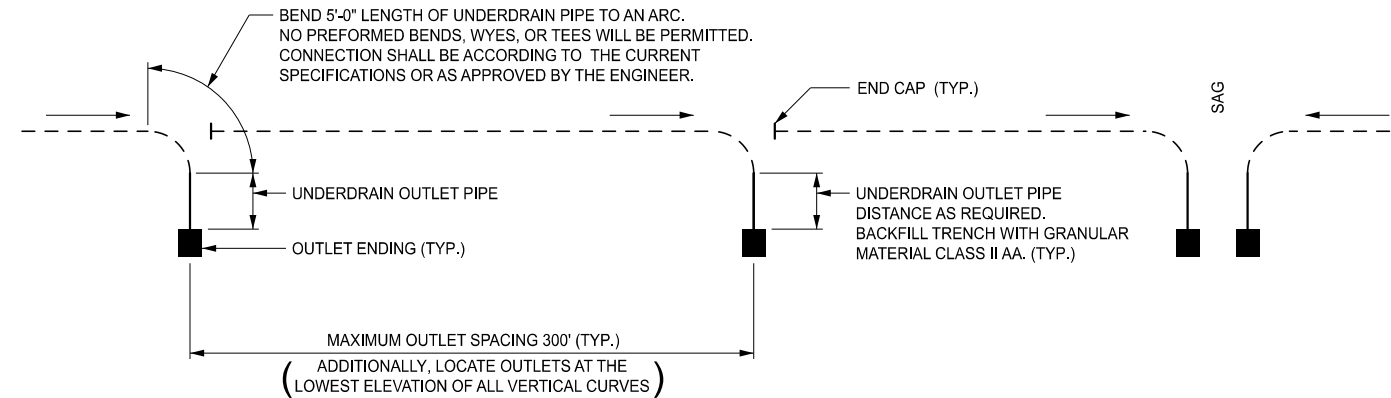 BEND 5'-0" LENGTH OF UNDERDRAIN PIPE TO AN ARC.
NO PREFORMED BENDS, WYES, OR TEES WILL BE PERMITTED.
CONNECTION SHALL BE ACCORDING TO THE CURRENT
SPECIFICATIONS OR AS APPROVED BY THE ENGINEER.
END CAP (TYP.)
SAG
UNDERDRAIN OUTLET PIPE
OUTLET ENDING (TYP.)
UNDERDRAIN OUTLET PIPE
DISTANCE AS REQUIRED.
BACKFILL TRENCH WITH GRANULAR
MATERIAL CLASS II AA. (TYP.)
MAXIMUM OUTLET SPACING 300' (TYP.)
(ADDITIONALLY, LOCATE OUTLETS AT THE
LOWEST ELEVATION OF ALL VERTICAL CURVES)